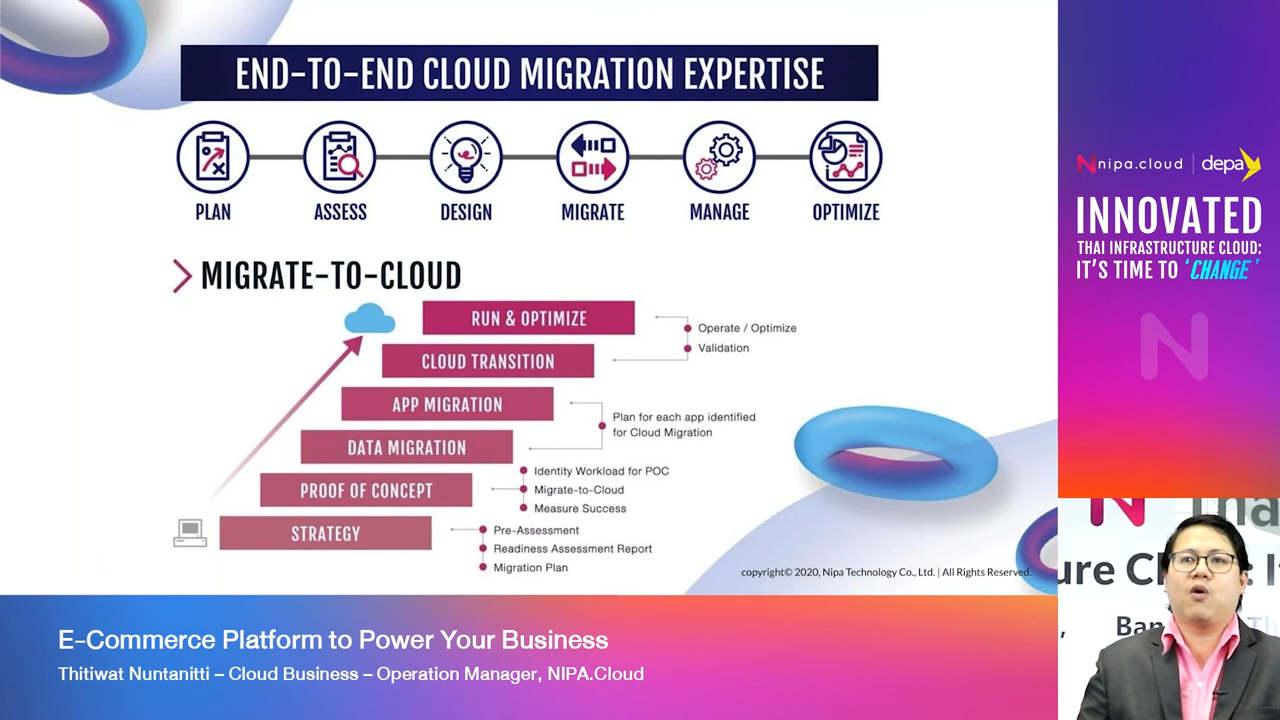 END-TO-END CLOUD MIGRATION EXPERTISE
PLAN
ASSESS
DESIGN
MIGRATE
MANAGE
OPTIMIZE
MIGRATE-TO-CLOUD
RUN & OPTIMIZE
Operate / Optimize
Validation
CLOUD TRANSITION
APP MIGRATION
Plan for each app identified
for Cloud Migration
DATA MIGRATION
PROOF OF CONCEPT
Identity Workload for POC
Migrate-to-Cloud
Measure Success
STRATEGY
Pre-Assessment
Readiness Assessment Report
Migration Plan
copyright© 2020, Nipa Technology Co., Ltd. | All Rights Reserved.
nipa.cloud | depa
INNOVATED
THAI INFRASTRUCTURE CLOUD:
IT'S TIME TO 'CHANGE'
N
E-Commerce Platform to Power Your Business
Thitiwat Nuntanitti – Cloud Business – Operation Manager, NIPA.Cloud